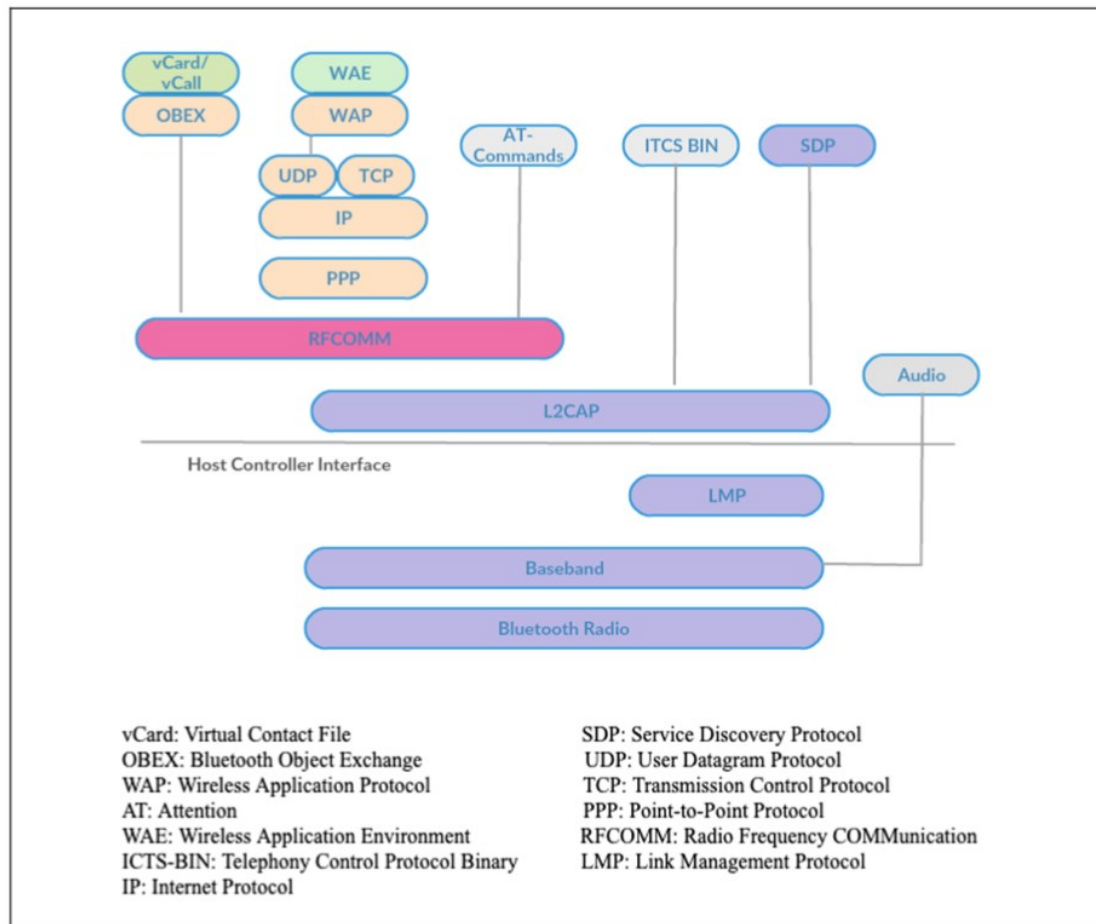 vCard/
vCall
WAE
OBEX
WAP
AT-
Commands
ITCS BIN
SDP
UDP
TCP
IP
PPP
RFCOMM
Audio
L2CAP
Host Controller Interface
LMP
Baseband
Bluetooth Radio
vCard: Virtual Contact File
OBEX: Bluetooth Object Exchange
WAP: Wireless Application Protocol
AT: Attention
WAE: Wireless Application Environment
ICTS-BIN: Telephony Control Protocol Binary
IP: Internet Protocol
SDP: Service Discovery Protocol
UDP: User Datagram Protocol
TCP: Transmission Control Protocol
PPP: Point-to-Point Protocol
RFCOMM: Radio Frequency COMMunication
LMP: Link Management Protocol